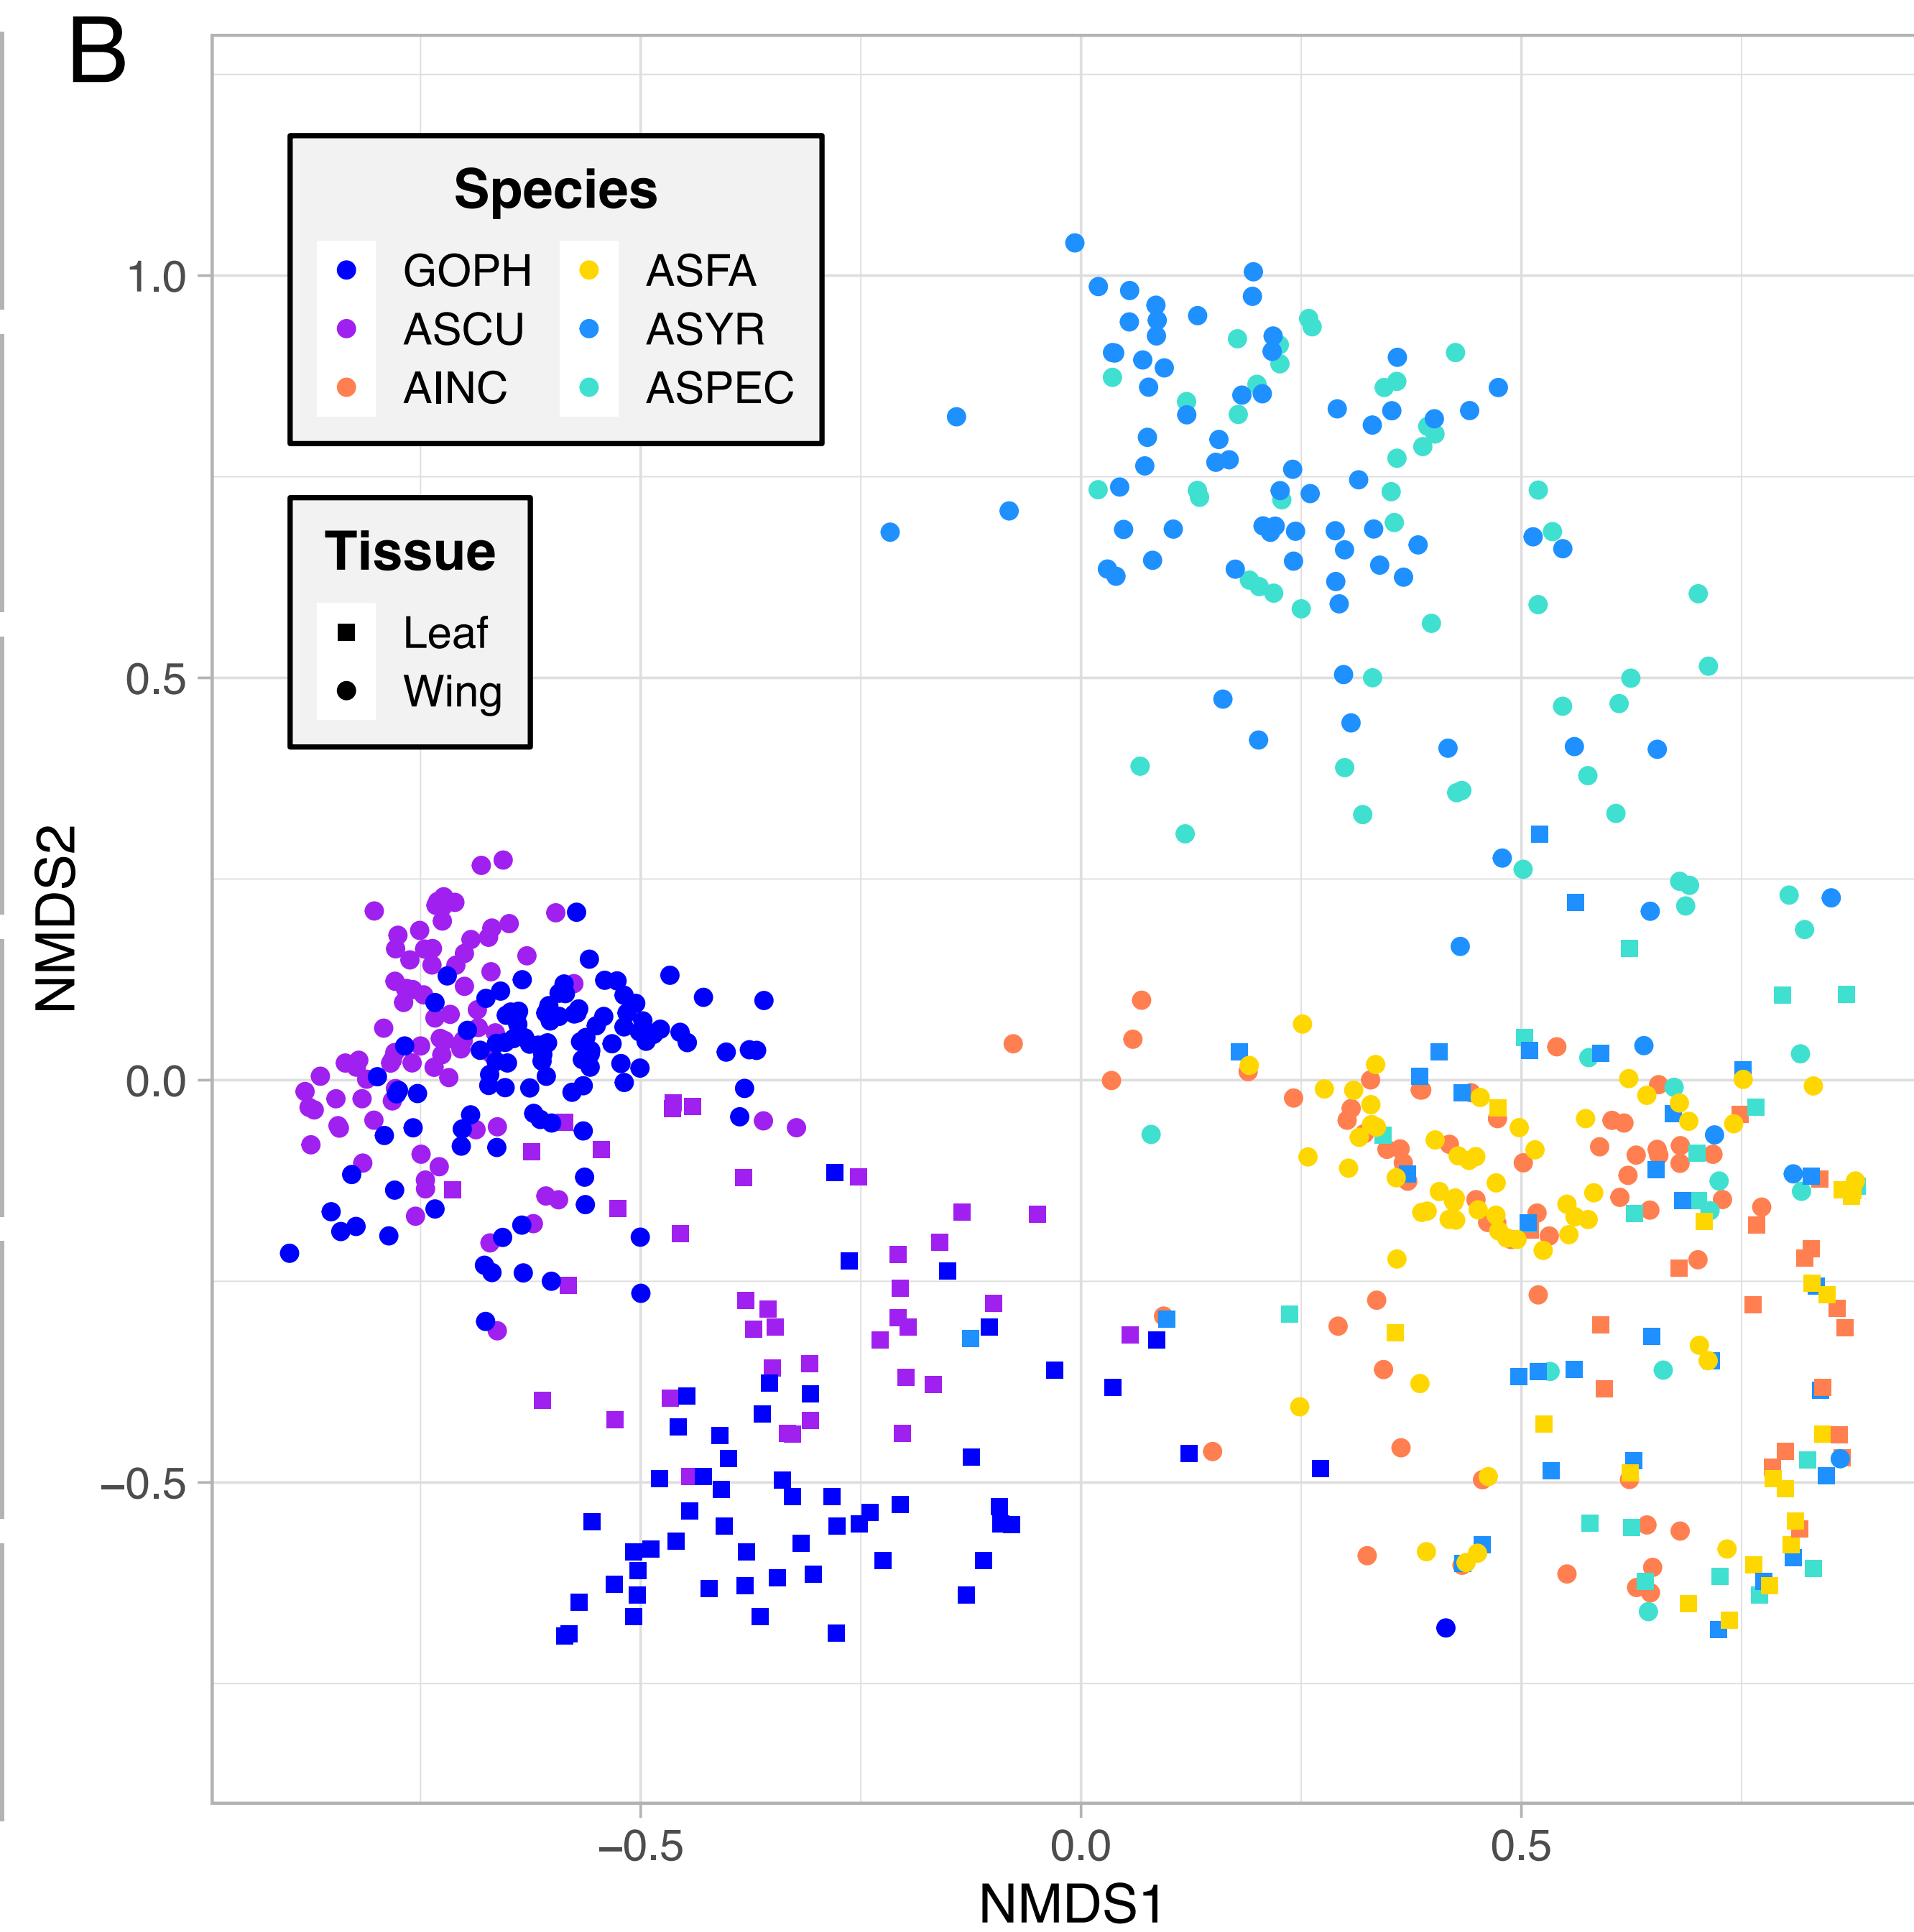 B
Species
GOPH ASFA
ASCU ASYR
AINC ASPEC
Tissue
Leaf
Wing
1.0
0.5
0.0
−0.5
NMDS2
−0.5 0.0 0.5
NMDS1